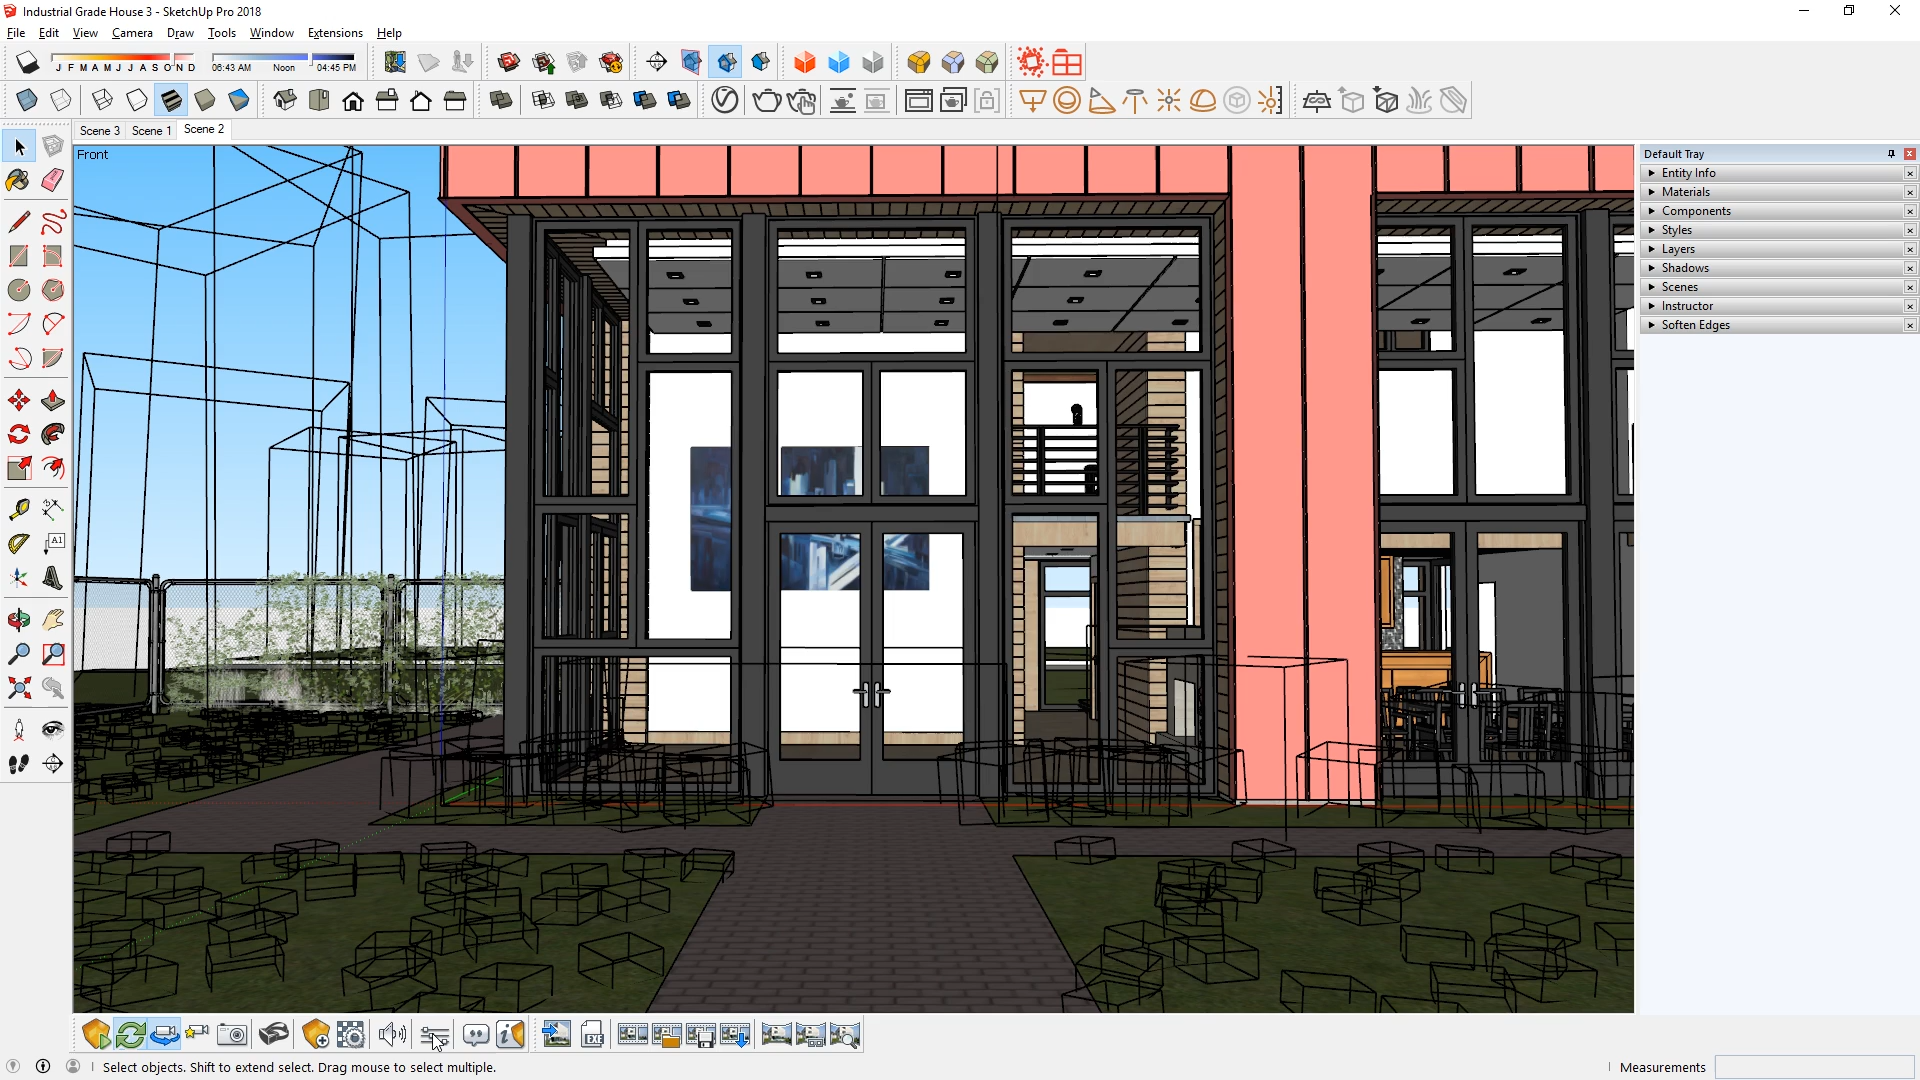 Industrial Grade House 3 - SketchUp Pro 2018
File Edit View Camera Draw Tools Window Extensions Help
J F M A M J J A S O N D
06:43 AM Noon 04:45 PM
Scene 3 Scene 1 Scene 2
Front
Default Tray
Entity Info
Materials
Components
Styles
Layers
Shadows
Scenes
Instructor
Soften Edges
A1
EXE
Select objects. Shift to extend select. Drag mouse to select multiple.
Measurements